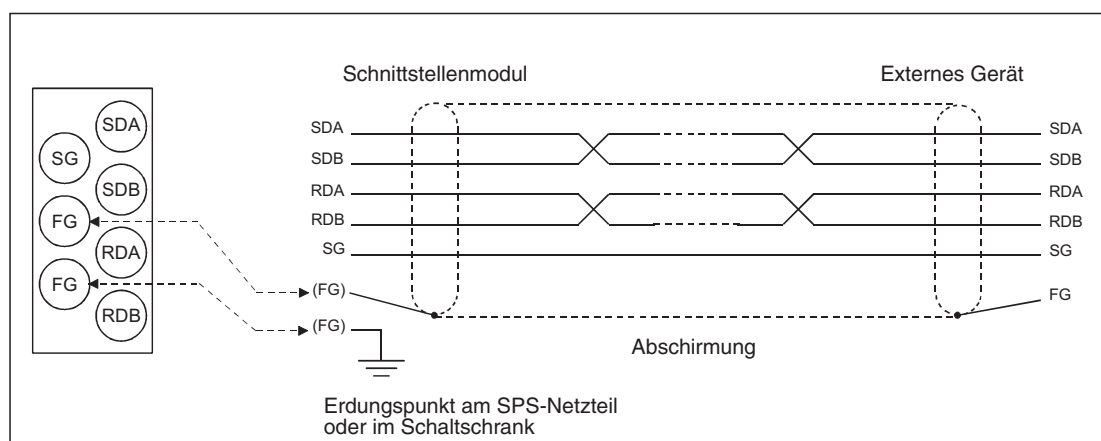 SDA
SG
SDB
FG
RDA
FG
RDB
Schnittstellenmodul
Externes Gerät
SDA
SDA
SDB
SDB
RDA
RDA
RDB
RDB
SG
SG
(FG)
FG
(FG)
Abschirmung
Erdungspunkt am SPS-Netzteil
oder im Schaltschrank